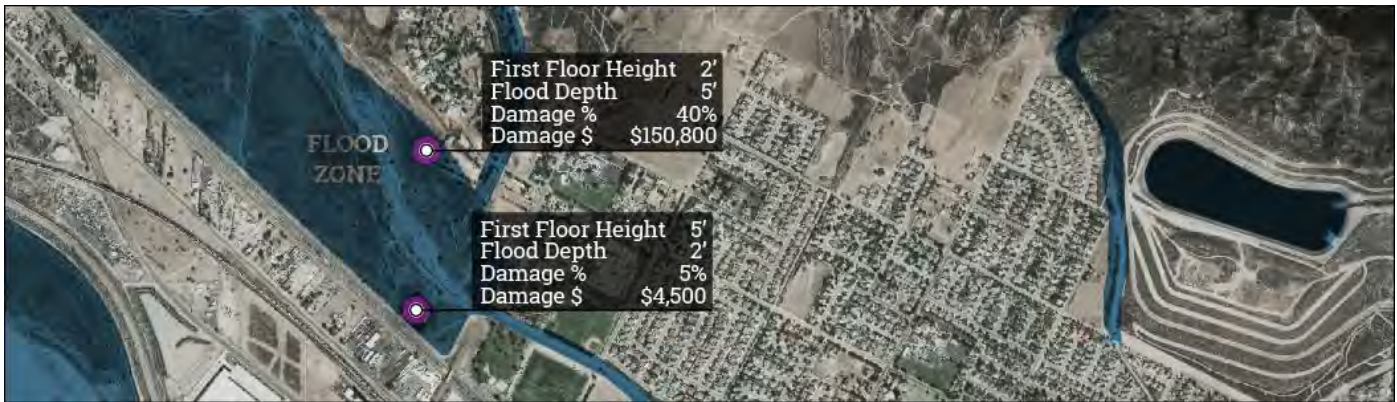 FLOOD
ZONE
First Floor Height 2'
Flood Depth 5'
Damage % 40%
Damage $ $150,800
First Floor Height 5'
Flood Depth 2'
Damage % 5%
Damage $ $4,500